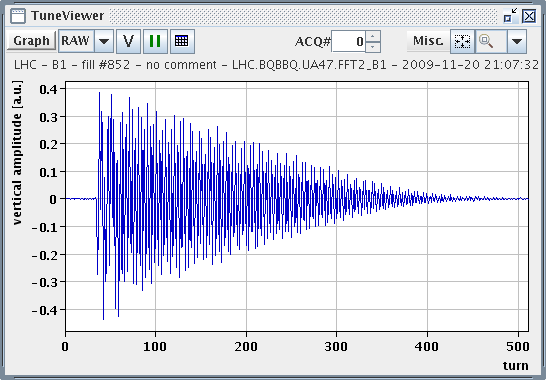 TuneViewer
Graph RAW V ACQ# 0 Misc.
LHC - B1 - fill #852 - no comment - LHC.BQBBQ.UA47.FFT2_B1 - 2009-11-20 21:07:32
vertical amplitude [a.u.]
0.4
0.3
0.2
0.1
0
-0.1
-0.2
-0.3
-0.4
0 100 200 300 400 500
turn